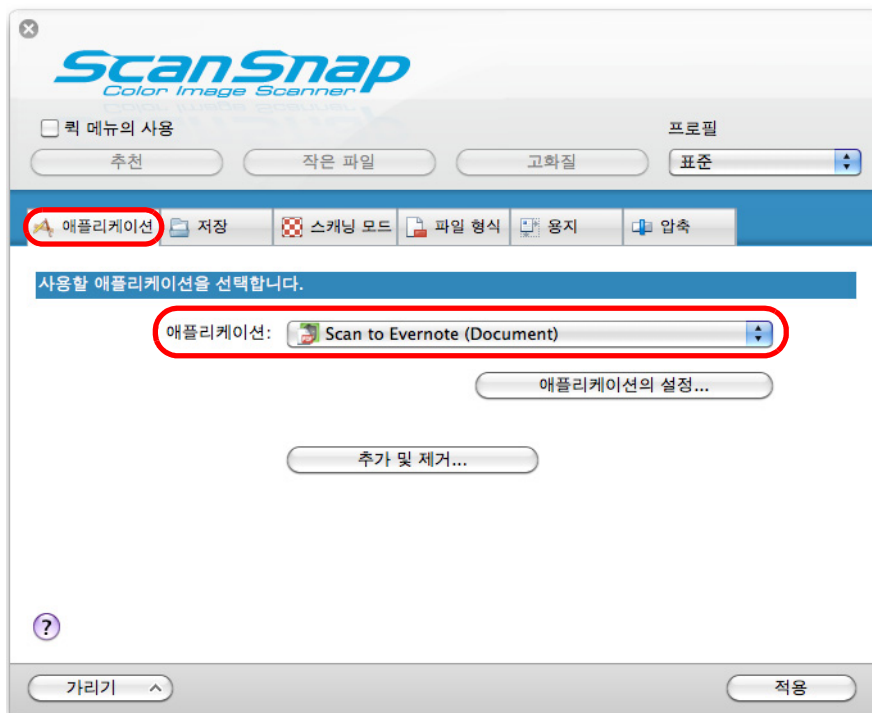 ScanSnap
Color Image Scanner
퀵 메뉴의 사용
프로필
추천
작은 파일
고화질
표준
애플리케이션
저장
스캐닝 모드
파일 형식
용지
압축
사용할 애플리케이션을 선택합니다.
애플리케이션:
Scan to Evernote (Document)
애플리케이션의 설정...
추가 및 제거...
?
가리기
적용